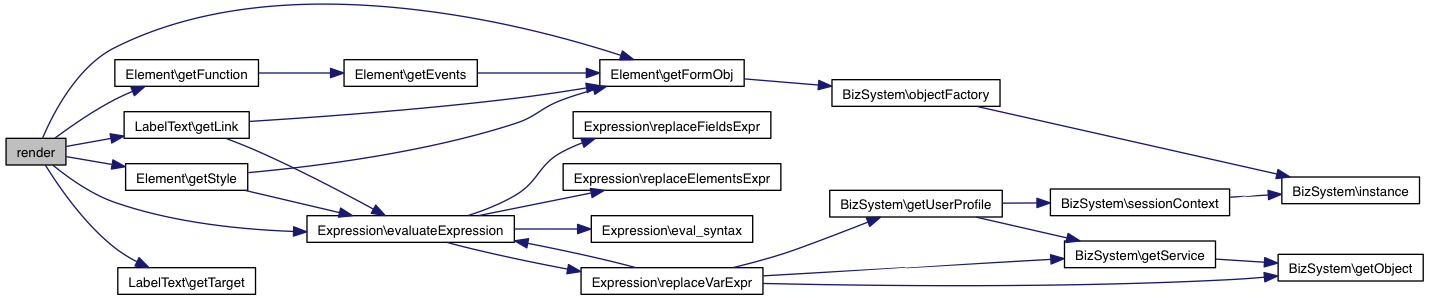 render
Element\getFunction
LabelText\getLink
Element\getStyle
LabelText\getTarget
Element\getEvents
Expression\evaluateExpression
Element\getFormObj
Expression\replaceFieldsExpr
Expression\replaceElementsExpr
Expression\eval_syntax
Expression\replaceVarExpr
BizSystem\objectFactory
BizSystem\getUserProfile
BizSystem\sessionContext
BizSystem\getService
BizSystem\instance
BizSystem\getObject